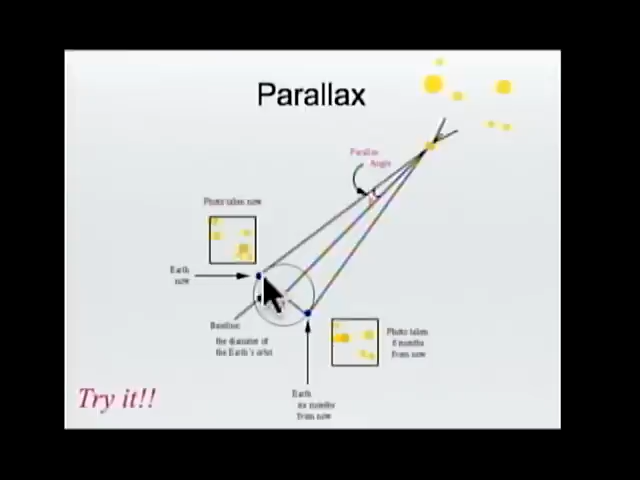 Parallax
Parallax
Angle
Photo taken now
Earth
now
Baseline:
the diameter of
the Earth's orbit
Photo taken
6 months
from now
Earth
six months
from now
Try it!!